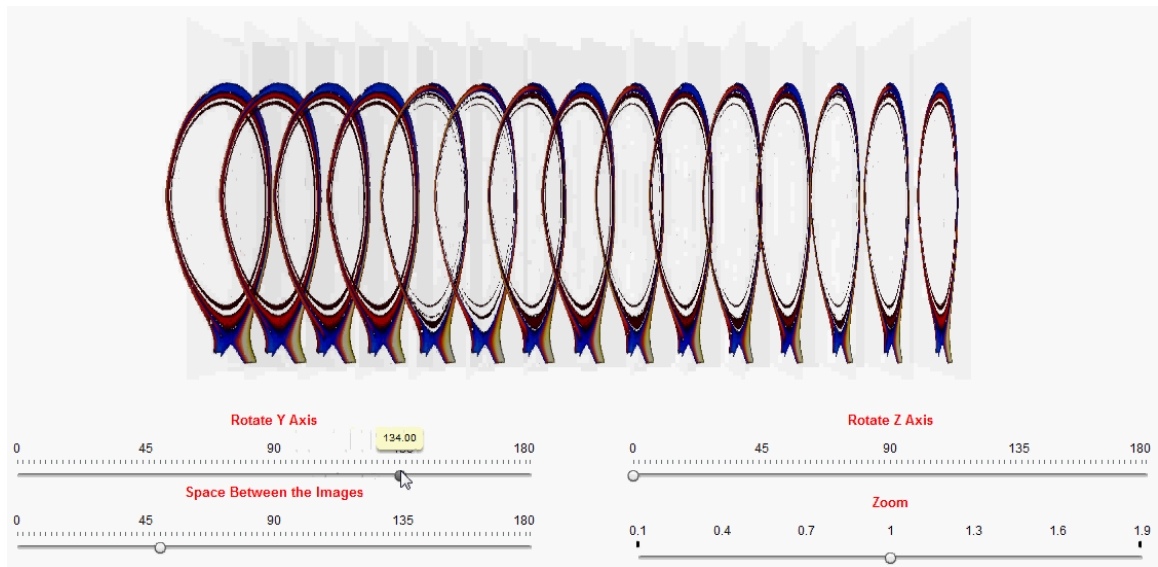 Rotate Y Axis
Rotate Z Axis
134.00
0 45 90 180
0 45 90 135 180
Space Between the Images
Zoom
0 45 90 135 180
0.1 0.4 0.7 1 1.3 1.6 1.9